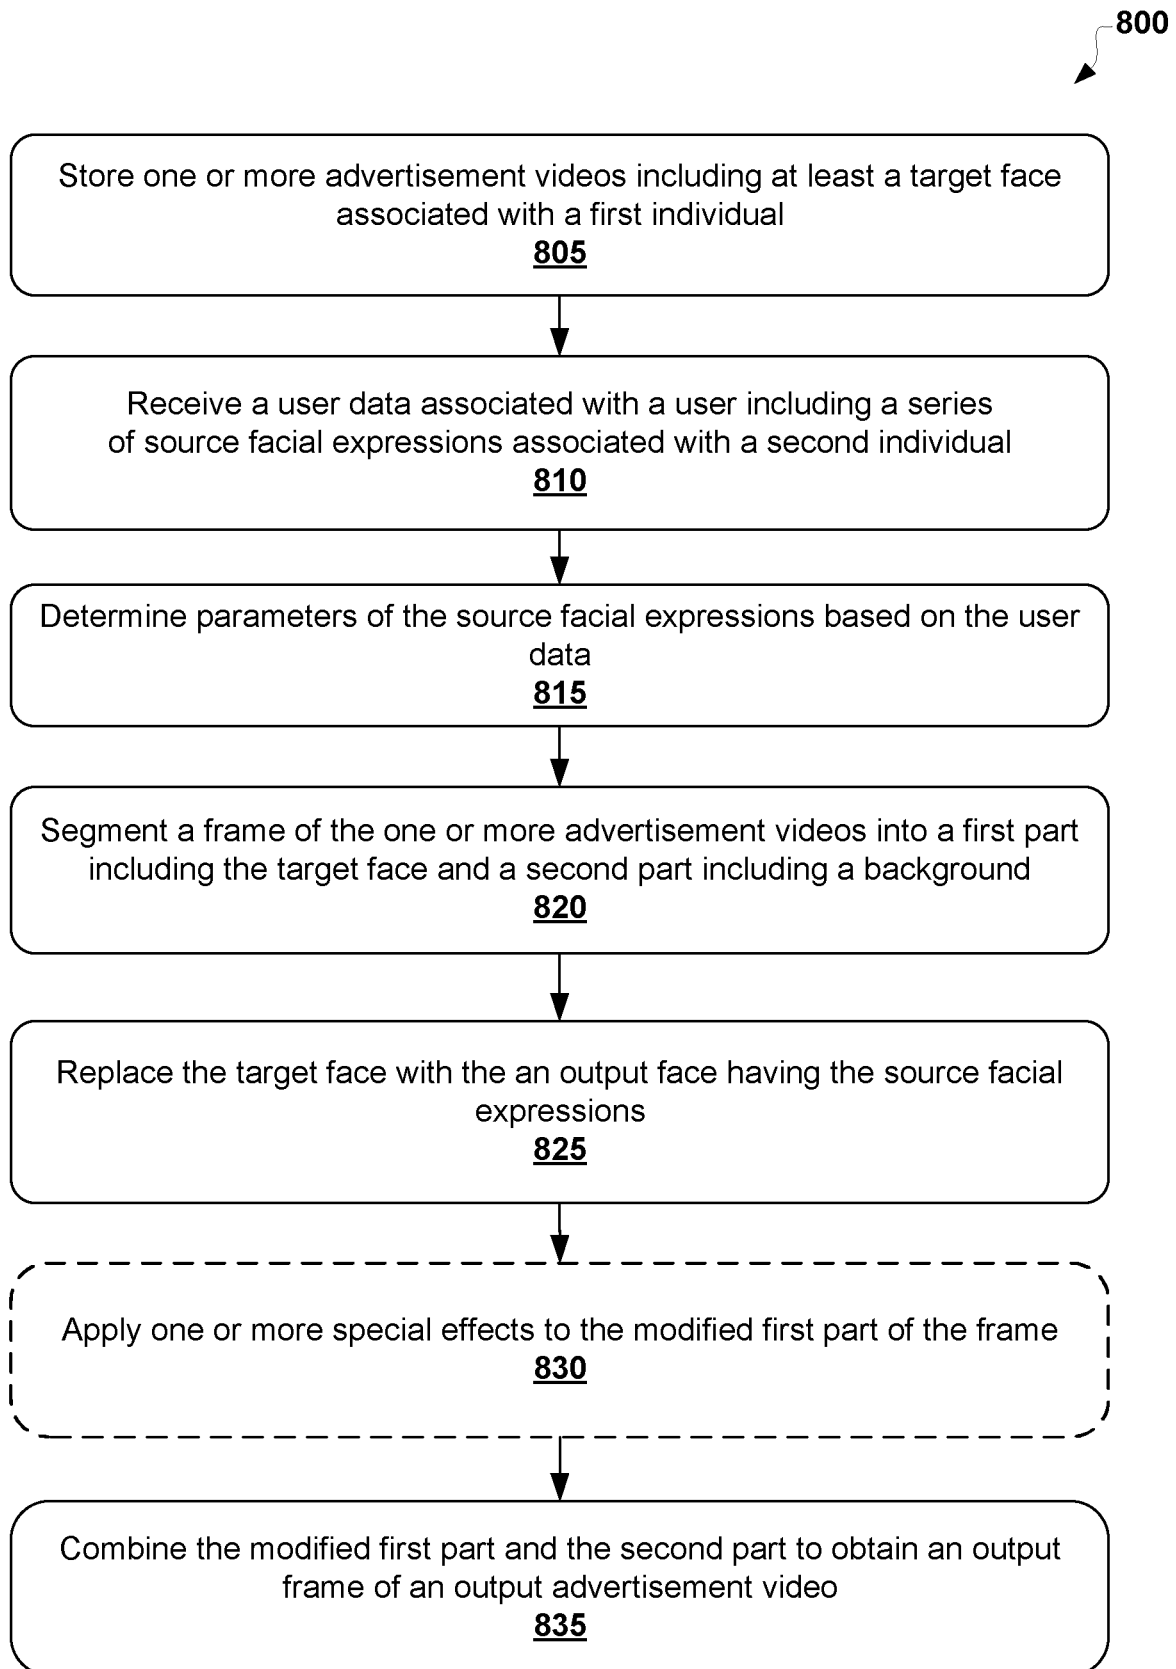 800
Store one or more advertisement videos including at least a target face
associated with a first individual
805
Receive a user data associated with a user including a series
of source facial expressions associated with a second individual
810
Determine parameters of the source facial expressions based on the user
data
815
Segment a frame of the one or more advertisement videos into a first part
including the target face and a second part including a background
820
Replace the target face with the an output face having the source facial
expressions
825
Apply one or more special effects to the modified first part of the frame
830
Combine the modified first part and the second part to obtain an output
frame of an output advertisement video
835